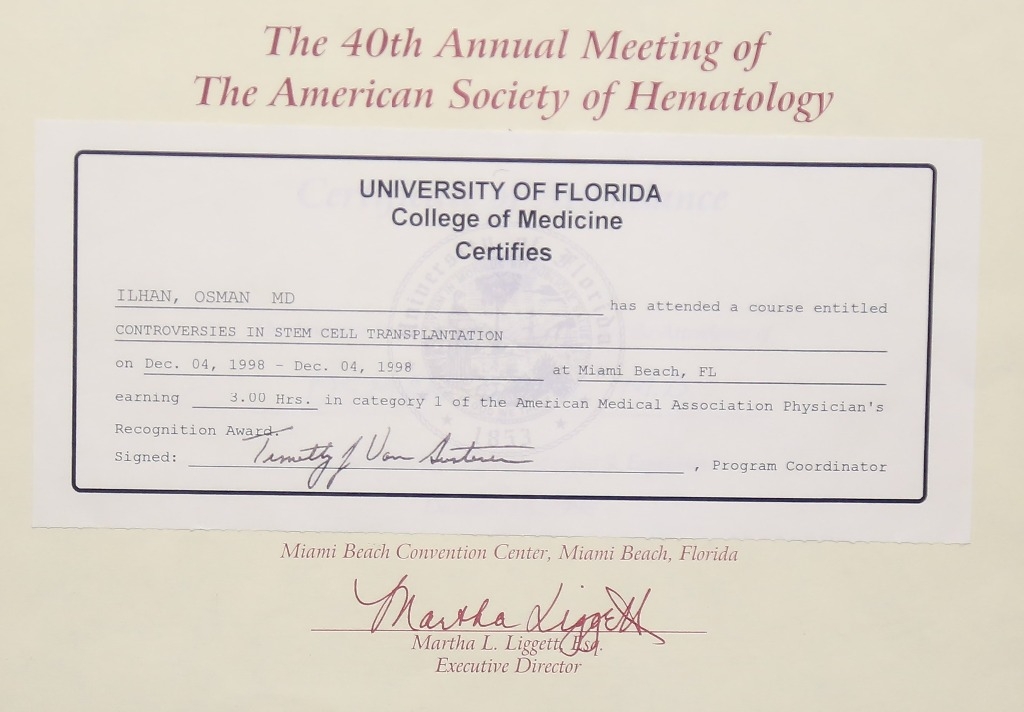 The 40th Annual Meeting of
The American Society of Hematology
UNIVERSITY OF FLORIDA
College of Medicine
Certifies
ILHAN, OSMAN MD has attended a course entitled
CONTROVERSIES IN STEM CELL TRANSPLANTATION
on Dec. 04, 1998 - Dec. 04, 1998 at Miami Beach, FL
earning 3.00 Hrs. in category 1 of the American Medical Association Physician's
Recognition Award.
1853
Signed: Timothy J Van , Program Coordinator
Miami Beach Convention Center, Miami Beach, Florida
Martha Liggett
Martha L. Liggett, Esq.
Executive Director